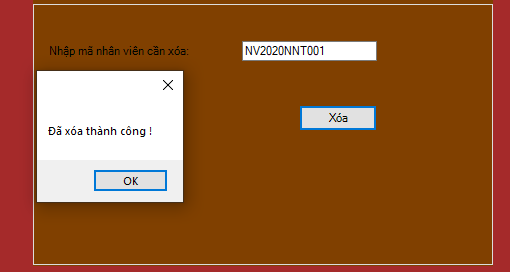 Nhập mã nhân viên cần xóa:
NV2020NNT001
Xóa
Đã xóa thành công !
OK